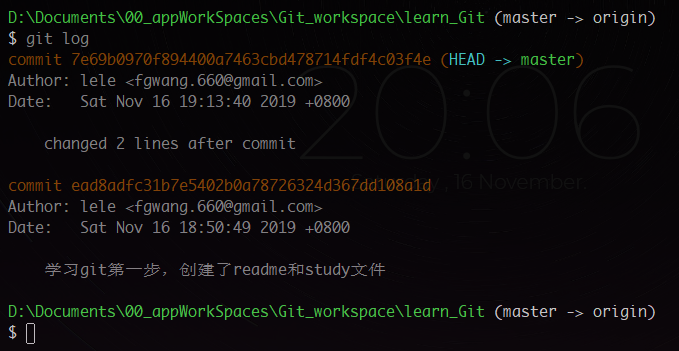 D:\Documents\00_appWorkSpaces\Git_workspace\learn_Git (master -> origin)
$ git log
commit 7e69b0970f894400a7463cbd478714fdf4c03f4e (HEAD -> master)
Author: lele <fgwang.660@gmail.com>
Date:   Sat Nov 16 19:13:40 2019 +0800
20:06
changed 2 lines after commit
commit ead8adfc31b7e5402b0a78726324d367dd108a1d
, 16 November.
Author: lele <fgwang.660@gmail.com>
Date:   Sat Nov 16 18:50:49 2019 +0800
学习git第一步，创建了readme和study文件
D:\Documents\00_appWorkSpaces\Git_workspace\learn_Git (master -> origin)
$